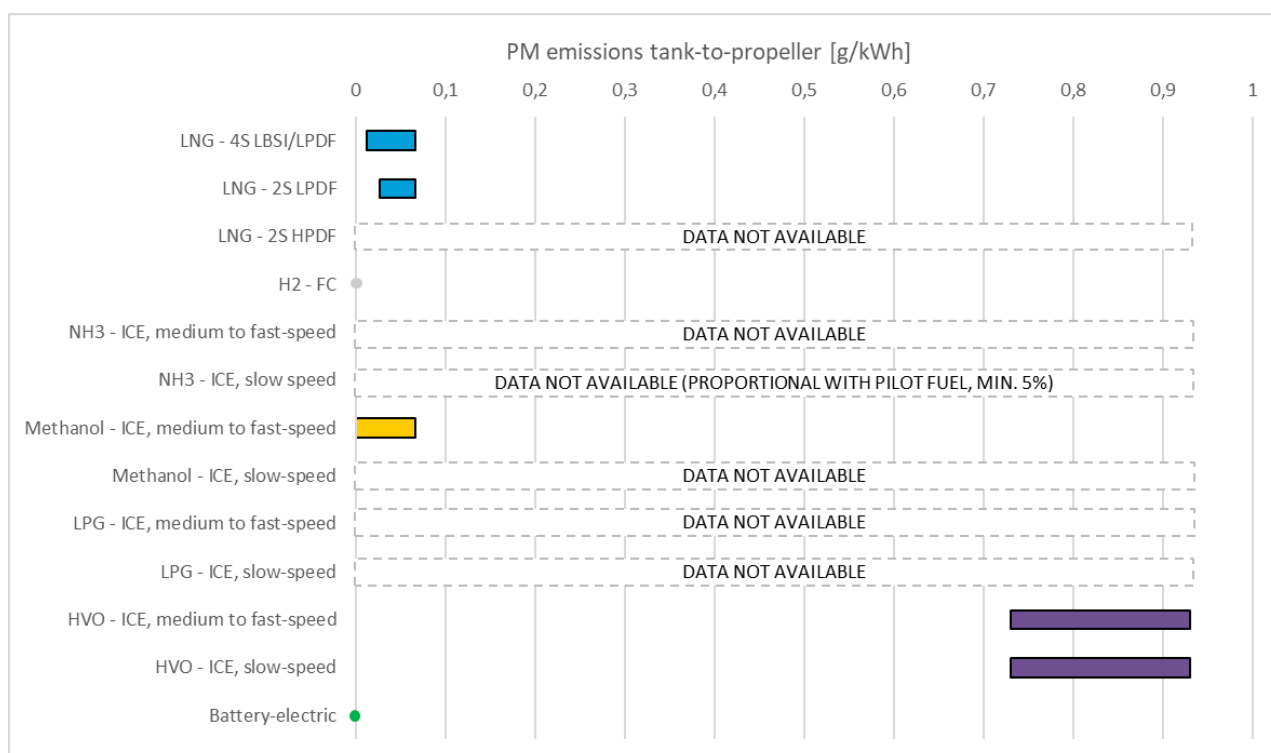 PM emissions tank-to-propeller [g/kWh]
0 0,1 0,2 0,3 0,4 0,5 0,6 0,7 0,8 0,9 1
LNG - 4S LBSI/LPDF
LNG - 2S LPDF
LNG - 2S HPDF DATA NOT AVAILABLE
H2 - FC
NH3 - ICE, medium to fast-speed DATA NOT AVAILABLE
NH3 - ICE, slow speed DATA NOT AVAILABLE (PROPORTIONAL WITH PILOT FUEL, MIN. 5%)
Methanol - ICE, medium to fast-speed
Methanol - ICE, slow-speed DATA NOT AVAILABLE
LPG - ICE, medium to fast-speed DATA NOT AVAILABLE
LPG - ICE, slow-speed DATA NOT AVAILABLE
HVO - ICE, medium to fast-speed
HVO - ICE, slow-speed
Battery-electric